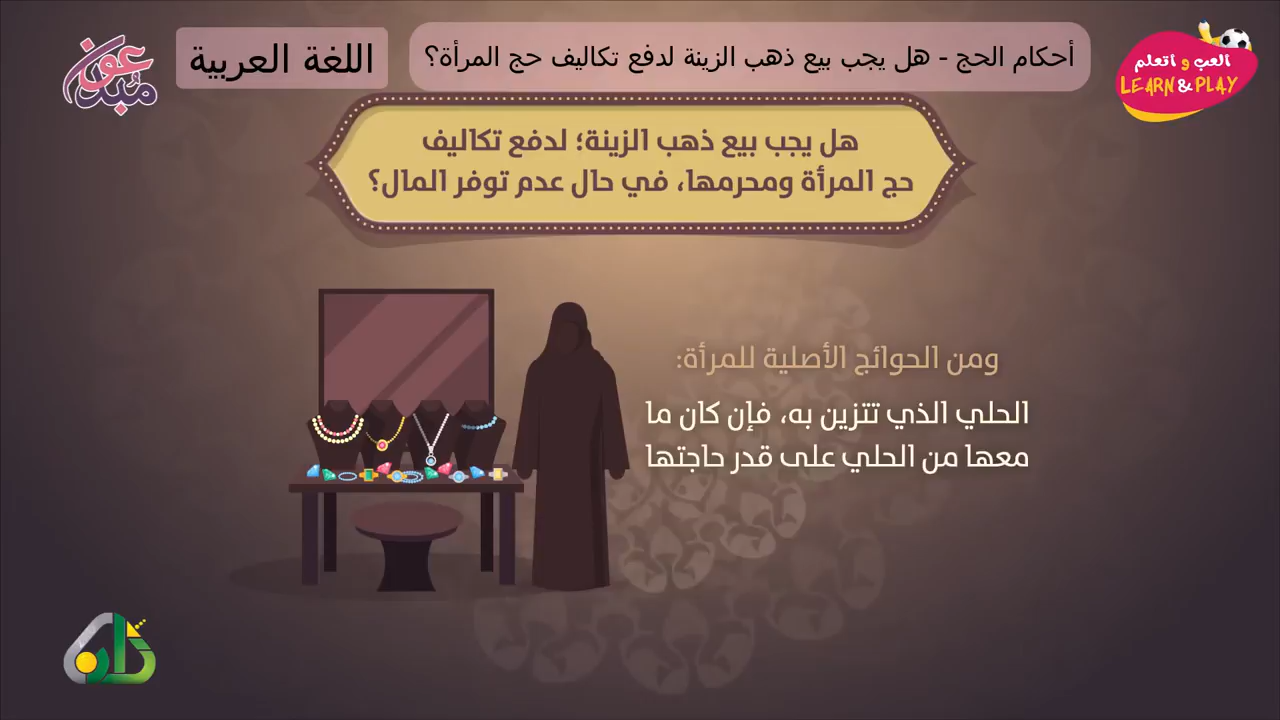 أحكام الحج - هل يجب بيع ذهب الزينة لدفع تكاليف حج المرأة؟
اللغة العربية
مبدعون
العب و اتعلم
LEARN & PLAY
هل يجب بيع ذهب الزينة؛ لدفع تكاليف
حج المرأة ومحرمها، في حال عدم توفر المال؟
ومن الحوائج الأصلية للمرأة:
الحلي الذي تتزين به، فإن كان ما
معها من الحلي على قدر حاجتها